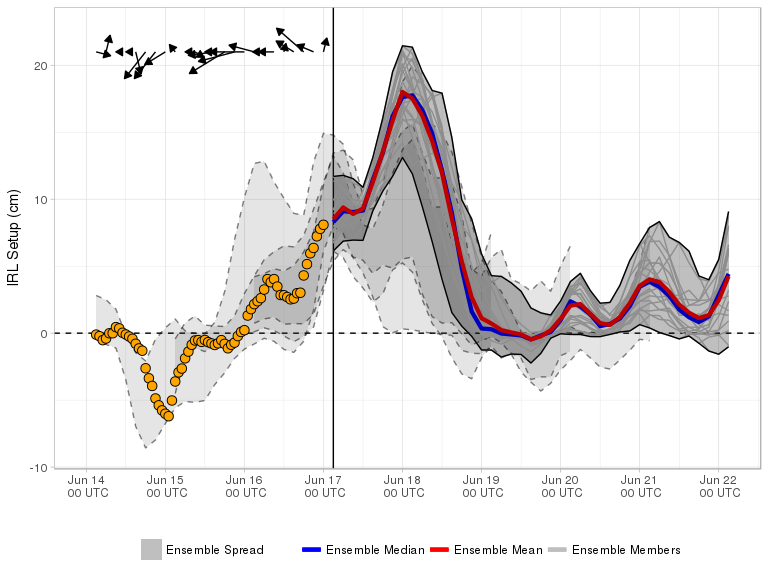 IRL Setup (cm)
20
10
0
-10
Jun 14 Jun 15 Jun 16 Jun 17 Jun 18 Jun 19 Jun 20 Jun 21 Jun 22
00 UTC 00 UTC 00 UTC 00 UTC 00 UTC 00 UTC 00 UTC 00 UTC 00 UTC
Ensemble Spread Ensemble Median Ensemble Mean Ensemble Members